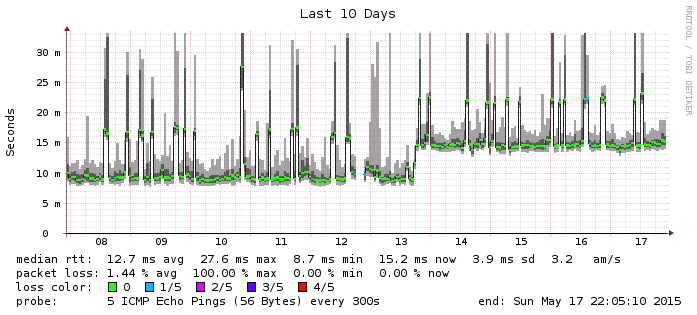 Last 10 Days
RRDTOOL / TOBI OETIKER
Seconds
30 m
25 m
20 m
15 m
10 m
5 m
0
08 09 10 11 12 13 14 15 16 17
median rtt: 12.7 ms avg 27.6 ms max 8.7 ms min 15.2 ms now 3.9 ms sd 3.2 am/s
packet loss: 1.44 % avg 100.00 % max 0.00 % min 0.00 % now
loss color: 0 1/5 2/5 3/5 4/5
probe: 5 ICMP Echo Pings (56 Bytes) every 300s end: Sun May 17 22:05:10 2015